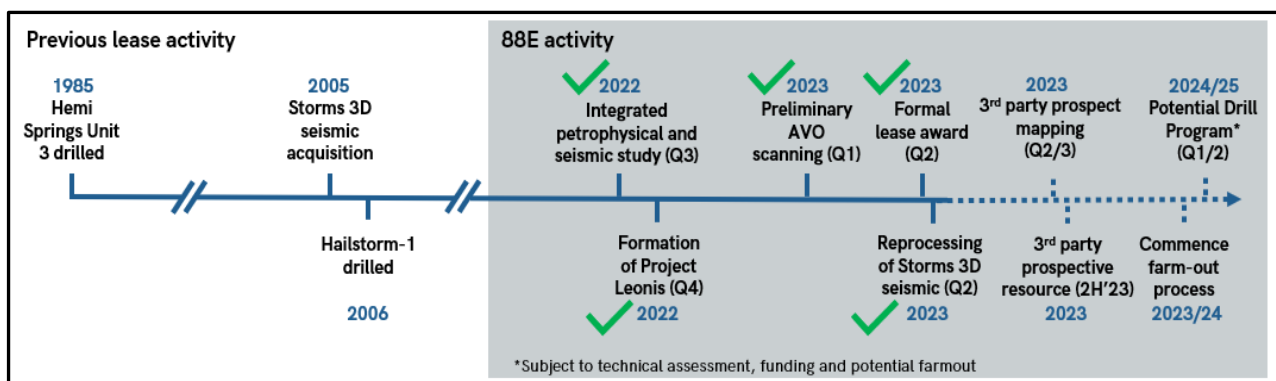 Previous lease activity
88E activity
1985
Hemi
Springs Unit
3 drilled
2005
Storms 3D
seismic
acquisition
2022
Integrated
petrophysical and
seismic study (Q3)
2023
Preliminary
AVO
scanning (Q1)
2023
Formal
lease award
(Q2)
2023
3rd party prospect
mapping
(Q2/3)
2024/25
Potential Drill
Program*
(Q1/2)
Hailstorm-1
drilled
2006
Formation
of Project
Leonis (Q4)
2022
Reprocessing
of Storms 3D
seismic (Q2)
2023
3rd party
prospective
resource (2H'23)
2023
Commence
farm-out
process
2023/24
*Subject to technical assessment, funding and potential farmout